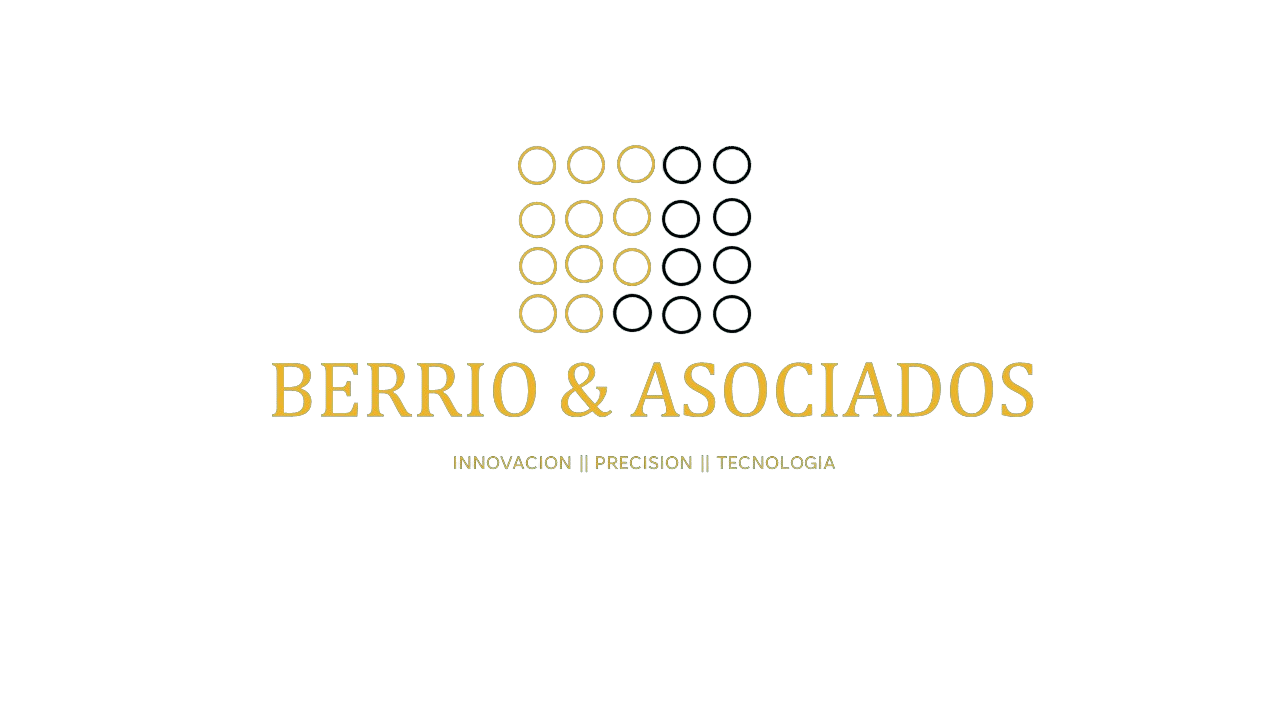 BERRIO & ASOCIADOS
INNOVACION || PRECISION || TECNOLOGIA